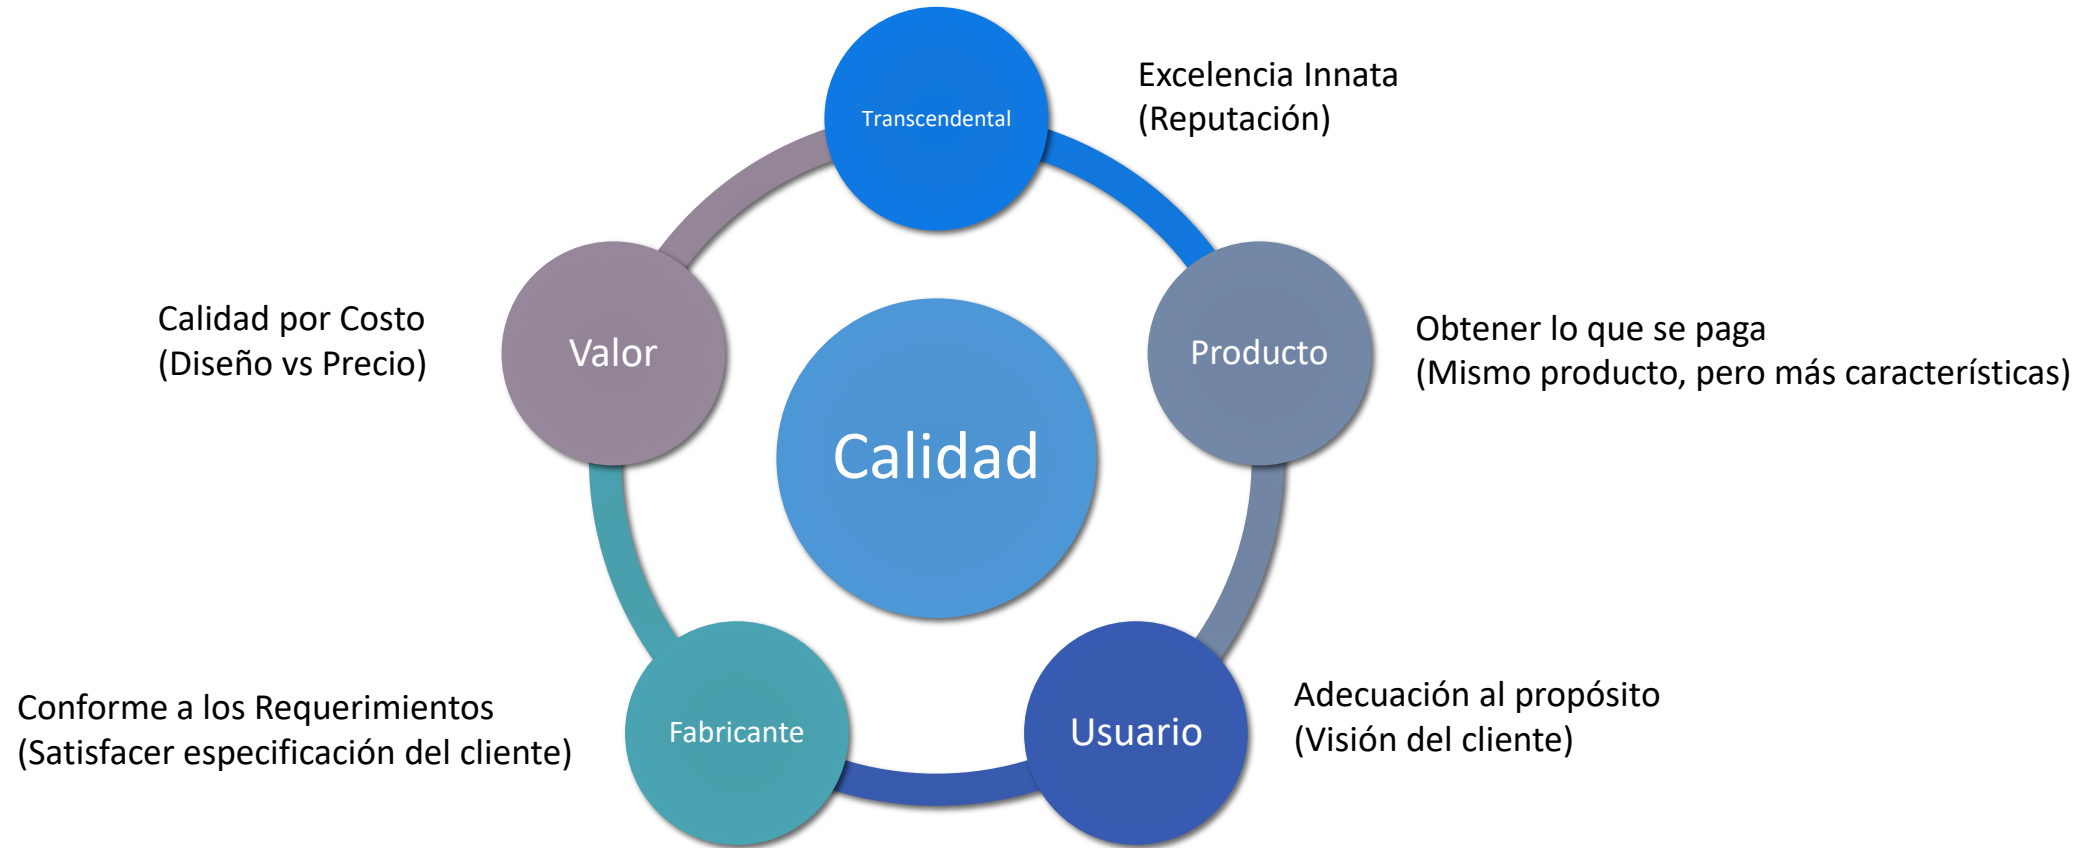 Transcendental
Excelencia Innata
(Reputación)
Producto
Obtener lo que se paga
(Mismo producto, pero más características)
Usuario
Adecuación al propósito
(Visión del cliente)
Fabricante
Conforme a los Requerimientos
(Satisfacer especificación del cliente)
Valor
Calidad por Costo
(Diseño vs Precio)
Calidad